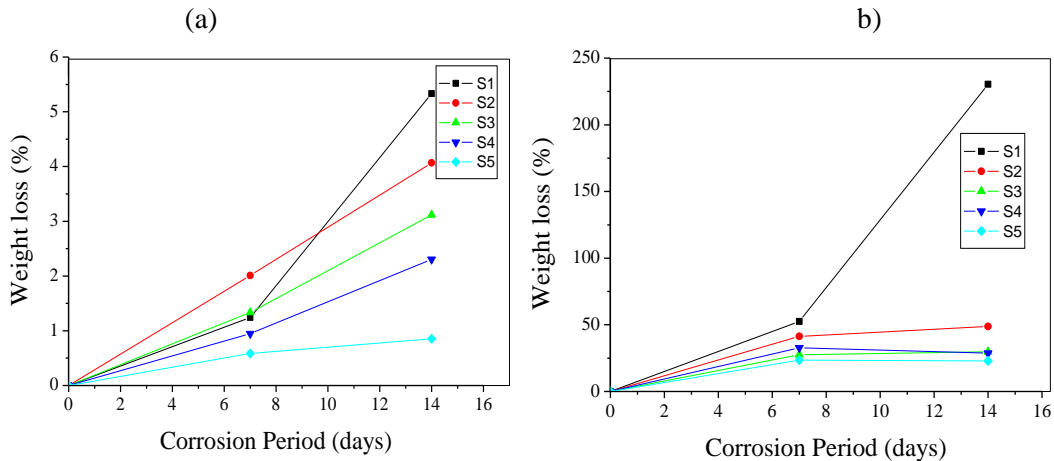 (a)
6
5
4
3
2
1
0
Weight loss (%)
S1
S2
S3
S4
S5
0 2 4 6 8 10 12 14 16
Corrosion Period (days)
b)
250
200
150
100
50
0
Weight loss (%)
S1
S2
S3
S4
S5
0 2 4 6 8 10 12 14 16
Corrosion Period (days)